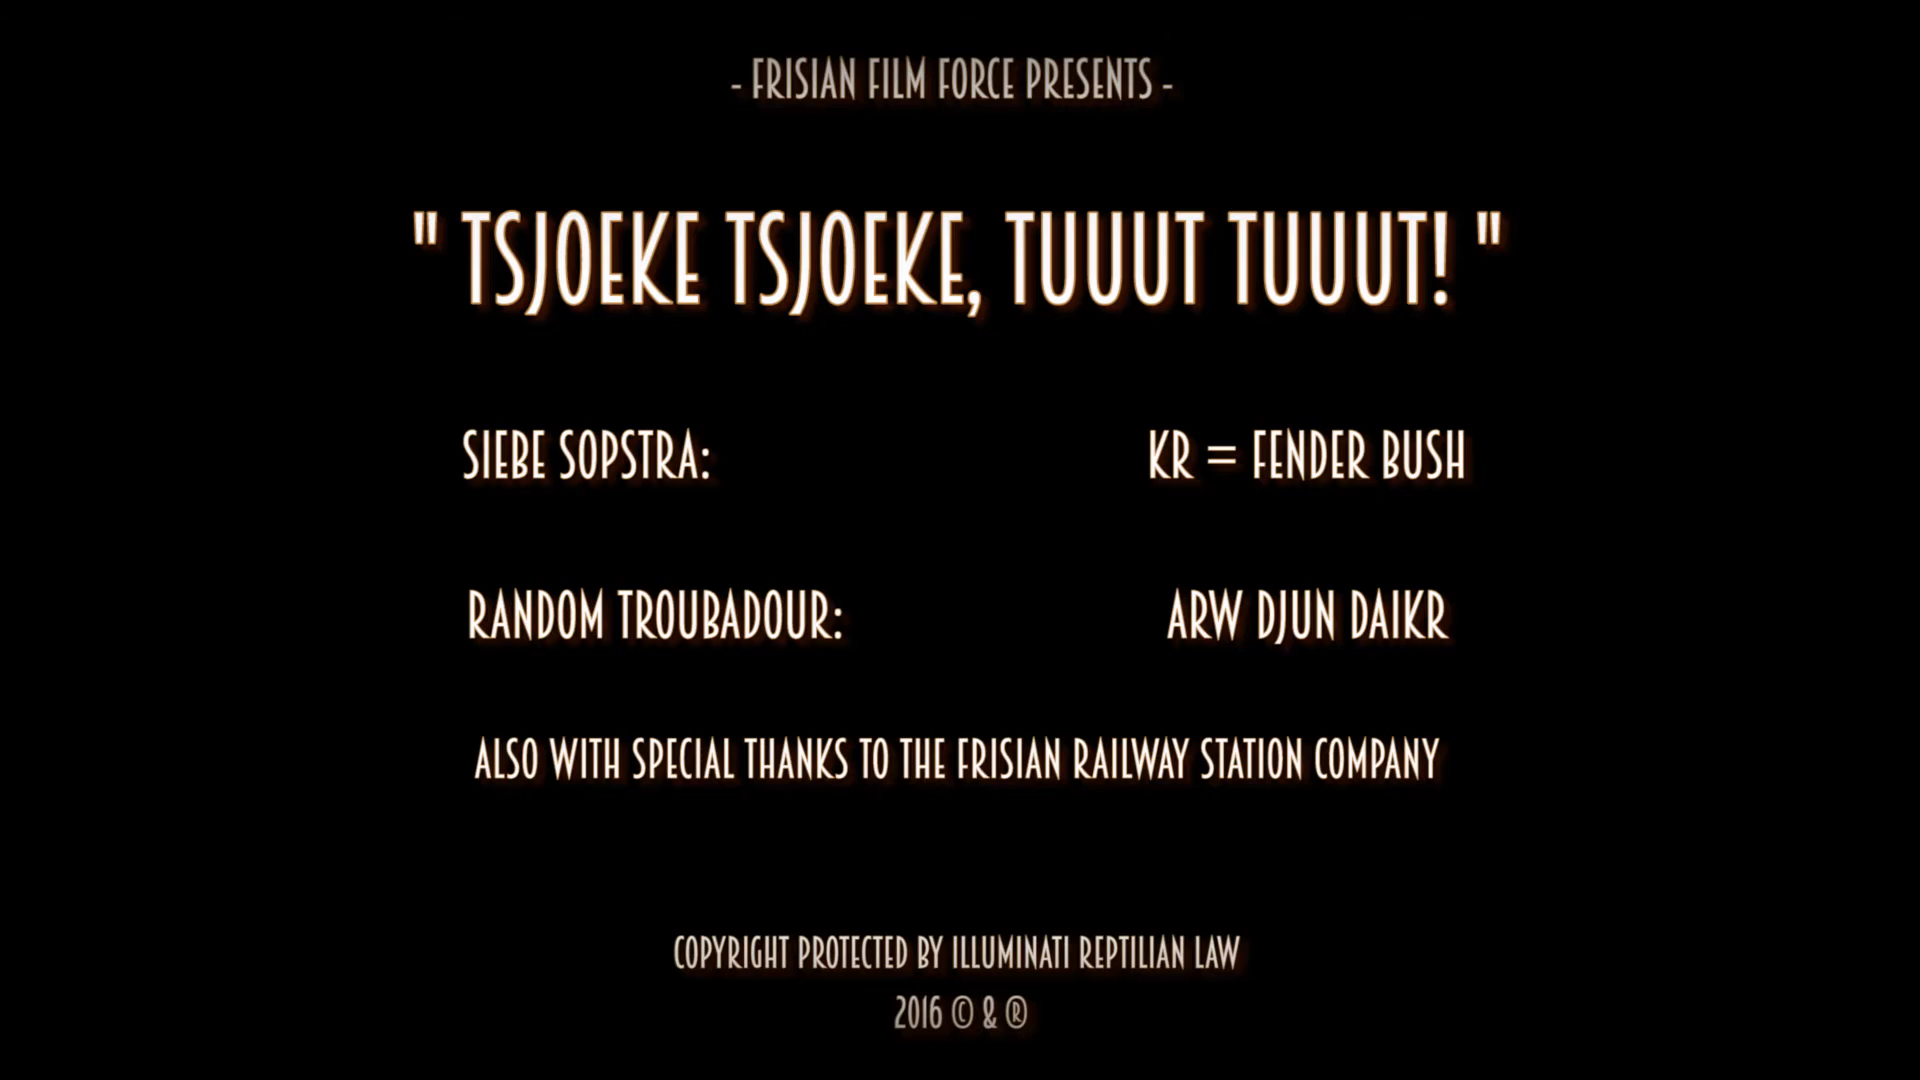 - FRISIAN FILM FORCE PRESENTS -
" TSJOEKE TSJOEKE, TUUUT TUUUT! "
SIEBE SOPSTRA: KR = FENDER BUSH
RANDOM TROUBADOUR: ARW DJUN DAIKR
ALSO WITH SPECIAL THANKS TO THE FRISIAN RAILWAY STATION COMPANY
COPYRIGHT PROTECTED BY ILLUMINATI REPTILIAN LAW
2016 © & ®